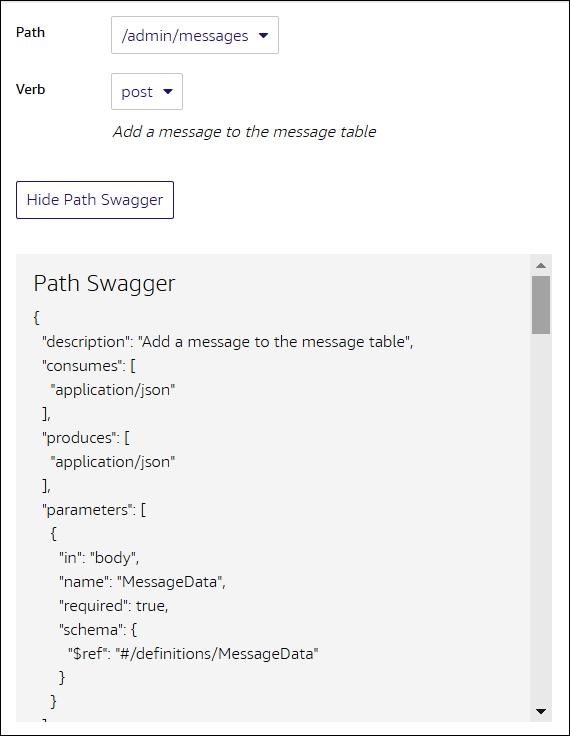 Path /admin/messages
Verb post
Add a message to the message table
Hide Path Swagger
Path Swagger
{
"description": "Add a message to the message table",
"consumes": [
"application/json"
],
"produces": [
"application/json"
],
"parameters": [
{
"in": "body",
"name": "MessageData",
"required": true,
"schema": {
"$ref": "#/definitions/MessageData"
}
}